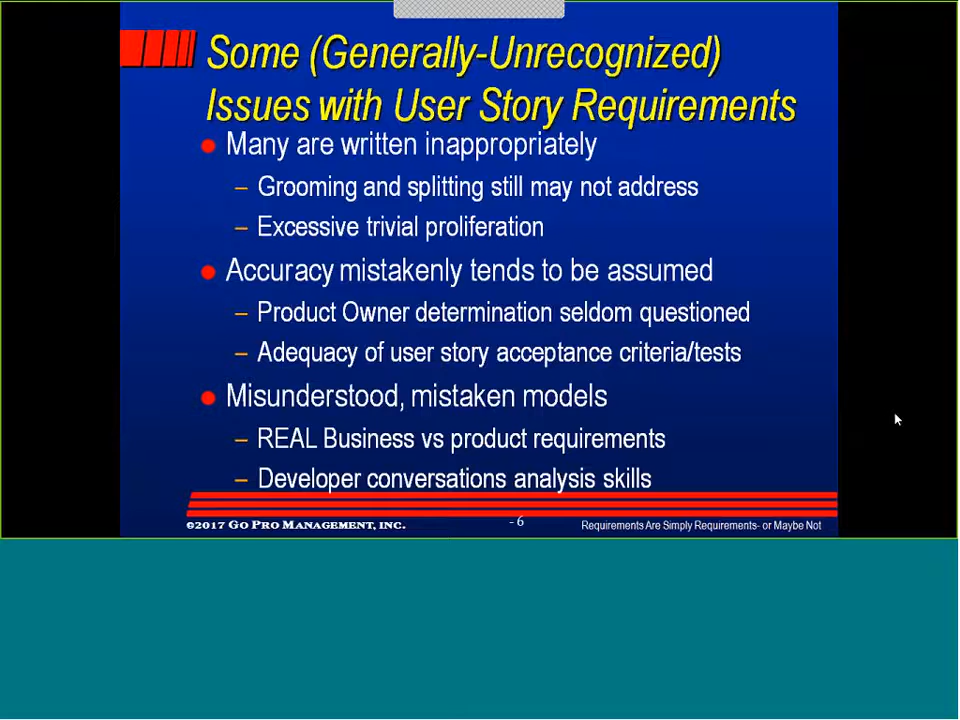 Some (Generally-Unrecognized)
Issues with User Story Requirements
● Many are written inappropriately
– Grooming and splitting still may not address
– Excessive trivial proliferation
● Accuracy mistakenly tends to be assumed
– Product Owner determination seldom questioned
– Adequacy of user story acceptance criteria/tests
● Misunderstood, mistaken models
– REAL Business vs product requirements
– Developer conversations analysis skills
©2017 GO PRO MANAGEMENT, INC.
- 6
Requirements Are Simply Requirements- or Maybe Not